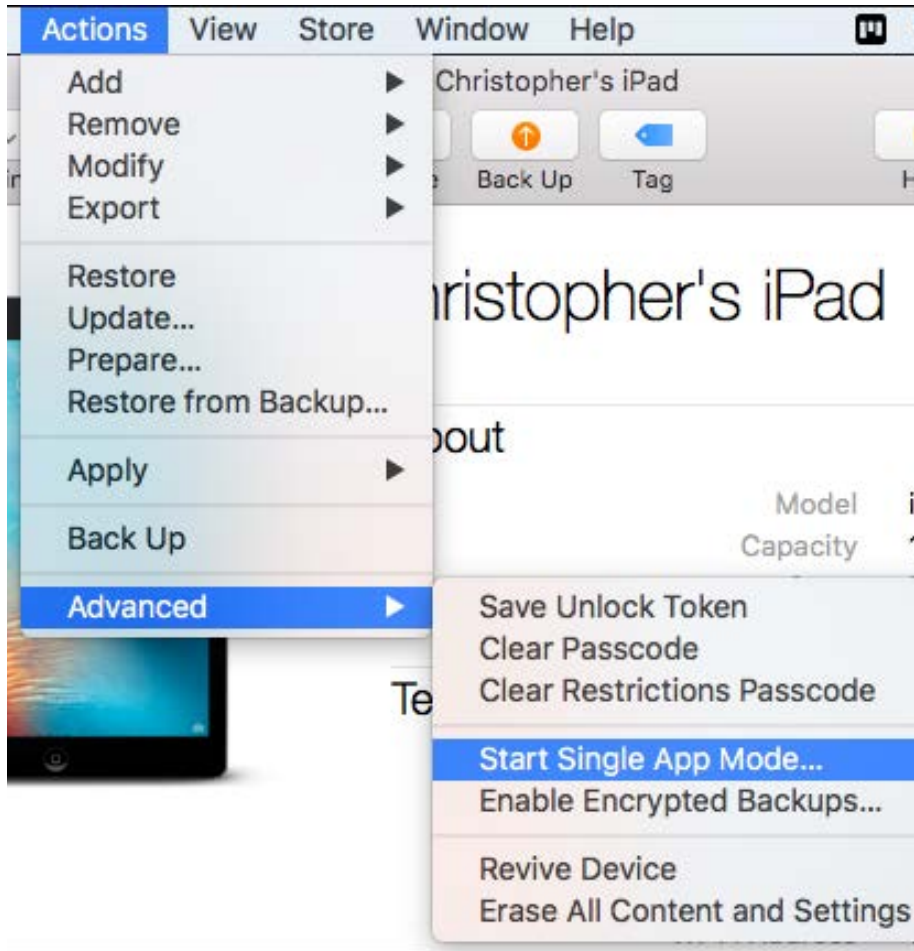 Actions View Store Window Help
Christopher's iPad
Add
Remove
Modify
Export
Back Up Tag
Restore
Update...
Prepare...
Restore from Backup...
Apply
Back Up
Advanced
ristopher's iPad
out
Model
Capacity
Te
Save Unlock Token
Clear Passcode
Clear Restrictions Passcode
Start Single App Mode...
Enable Encrypted Backups...
Revive Device
Erase All Content and Settings